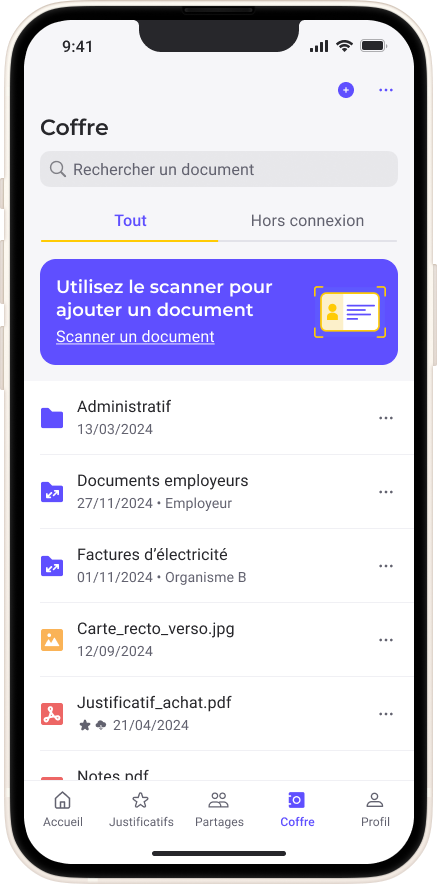 9:41
Coffre
Rechercher un document
Tout
Hors connexion
Utilisez le scanner pour
ajouter un document
Scanner un document
Administratif
13/03/2024
Documents employeurs
27/11/2024 • Employeur
Factures d’électricité
01/11/2024 • Organisme B
Carte_recto_verso.jpg
12/09/2024
Justificatif_achat.pdf
21/04/2024
Notes.pdf
Accueil
Justificatifs
Partages
Coffre
Profil